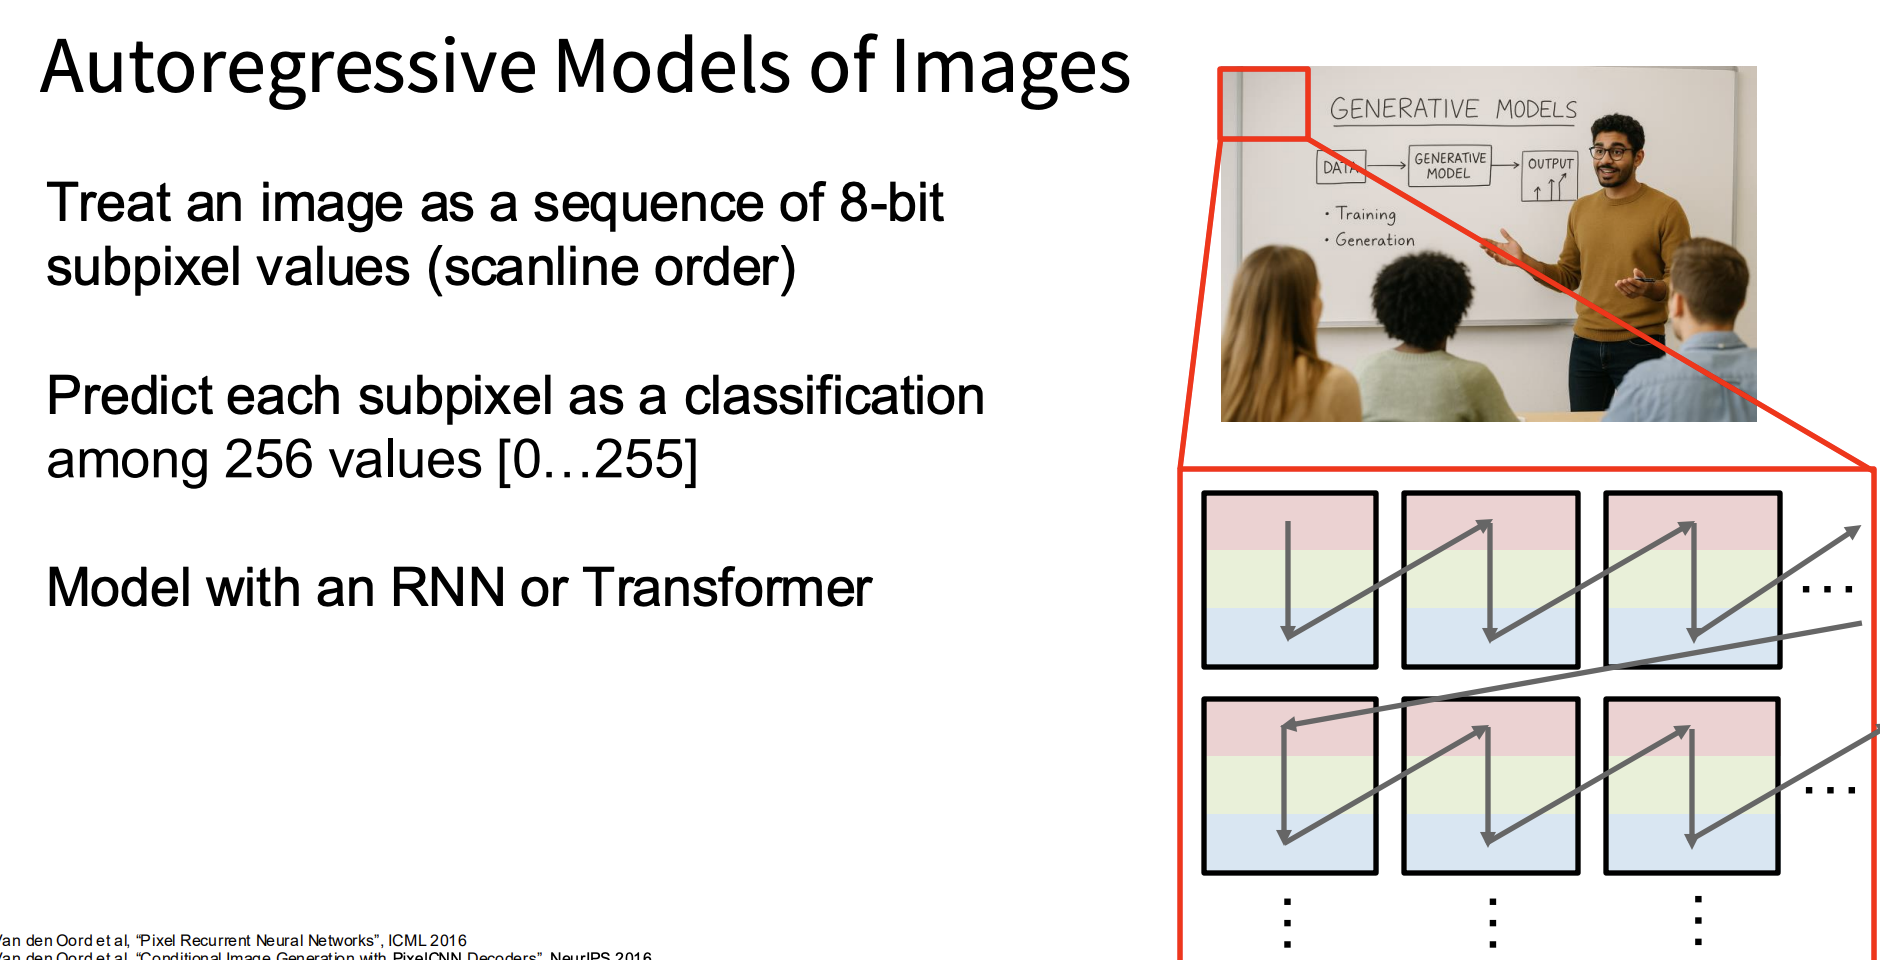 Autoregressive Models of Images
Treat an image as a sequence of 8-bit
subpixel values (scanline order)
Predict each subpixel as a classification
among 256 values [0…255]
Model with an RNN or Transformer
GENERATIVE MODELS
DATA
GENERATIVE
MODEL
OUTPUT
• Training
• Generation
...
...
Van den Oord et al, “Pixel Recurrent Neural Networks”, ICML 2016
Van den Oord et al, “Conditional Image Generation with PixelCNN Decoders”, NeurIPS 2016